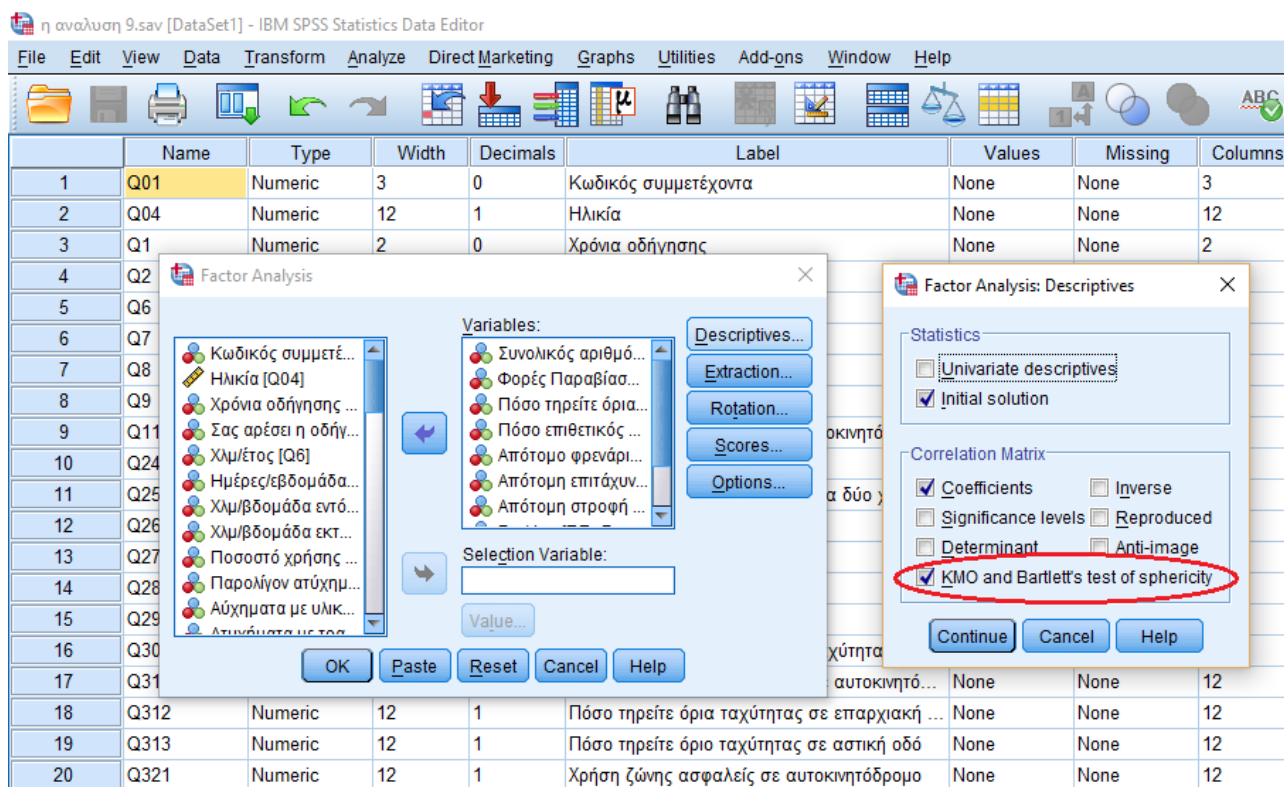 η αναλυση 9.sav [DataSet1] - IBM SPSS Statistics Data Editor
File Edit View Data Transform Analyze Direct Marketing Graphs Utilities Add-ons Window Help
Name Type Width Decimals Label Values Missing Columns
1 Q01 Numeric 3 0 Κωδικός συμμετέχοντα None None 3
2 Q04 Numeric 12 1 Ηλικία None None 12
3 Q1 Numeric 2 0 Χρόνια οδήγησης None None 2
4 Q2
5 Q6
6 Q7
7 Q8
8 Q9
9 Q11 οκινητό
10 Q24
11 Q25 α δύο
12 Q26
13 Q27
14 Q28
15 Q29
16 Q30 χύτητα
17 Q31 ε αυτοκινητό... None None 12
18 Q312 Numeric 12 1 Πόσο τηρείτε όρια ταχύτητας σε επαρχιακή ... None None 12
19 Q313 Numeric 12 1 Πόσο τηρείτε όριο ταχύτητας σε αστική οδό None None 12
20 Q321 Numeric 12 1 Χρήση ζώνης ασφαλείς σε αυτοκινητόδρομο None None 12
Factor Analysis
Κωδικός συμμετέ...
Ηλικία [Q04]
Χρόνια οδήγησης ...
Σας αρέσει η οδήγ...
Χλμ/έτος [Q6]
Ημέρες/εβδομάδα...
Χλμ/βδομάδα εντό...
Χλμ/βδομάδα εκτ...
Ποσοστό χρήσης ...
Παρολίγον ατύχημ...
Αύχηματα με υλικ...
Ατυχήματα με τρα...
Variables:
Συνολικός αριθμό...
Φορές Παραβίασ...
Πόσο τηρείτε όρια...
Πόσο επιθετικός ...
Απότομο φρενάρι...
Απότομη επιτάχυν...
Απότομη στροφή ...
Selection Variable:
Value...
Descriptives...
Extraction...
Rotation...
Scores...
Options...
OK Paste Reset Cancel Help
Factor Analysis: Descriptives
Statistics
Univariate descriptives
Initial solution
Correlation Matrix
Coefficients Inverse
Significance levels Reproduced
Determinant Anti-image
KMO and Bartlett's test of sphericity
Continue Cancel Help
ABC
A
1
μ